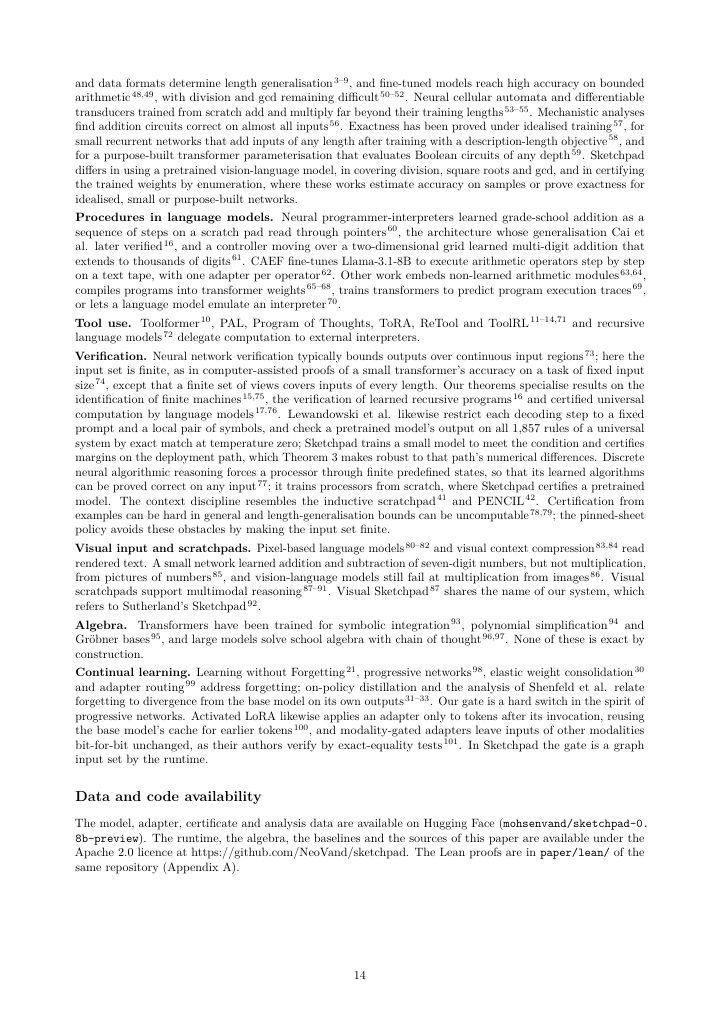 and data formats determine length generalisation3–9, and fine-tuned models reach high accuracy on bounded
arithmetic48,49, with division and gcd remaining difficult50–52. Neural cellular automata and differentiable
transducers trained from scratch add and multiply far beyond their training lengths53–55. Mechanistic analyses
find addition circuits correct on almost all inputs56. Exactness has been proved under idealised training57, for
small recurrent networks that add inputs of any length after training with a description-length objective58, and
for a purpose-built transformer parameterisation that evaluates Boolean circuits of any depth59. Sketchpad
differs in using a pretrained vision-language model, in covering division, square roots and gcd, and in certifying
the trained weights by enumeration, where these works estimate accuracy on samples or prove exactness for
idealised, small or purpose-built networks.
Procedures in language models. Neural programmer-interpreters learned grade-school addition as a
sequence of steps on a scratch pad read through pointers60, the architecture whose generalisation Cai et
al. later verified16, and a controller moving over a two-dimensional grid learned multi-digit addition that
extends to thousands of digits61. CAEF fine-tunes Llama-3.1-8B to execute arithmetic operators step by step
on a text tape, with one adapter per operator62. Other work embeds non-learned arithmetic modules63,64,
compiles programs into transformer weights65–68, trains transformers to predict program execution traces69,
or lets a language model emulate an interpreter70.
Tool use. Toolformer10, PAL, Program of Thoughts, ToRA, ReTool and ToolRL11–14,71 and recursive
language models72 delegate computation to external interpreters.
Verification. Neural network verification typically bounds outputs over continuous input regions73; here the
input set is finite, as in computer-assisted proofs of a small transformer's accuracy on a task of fixed input
size74, except that a finite set of views covers inputs of every length. Our theorems specialise results on the
identification of finite machines15,75, the verification of learned recursive programs16 and certified universal
computation by language models17,76. Lewandowski et al. likewise restrict each decoding step to a fixed
prompt and a local pair of symbols, and check a pretrained model's output on all 1,857 rules of a universal
system by exact match at temperature zero; Sketchpad trains a small model to meet the condition and certifies
margins on the deployment path, which Theorem 3 makes robust to that path's numerical differences. Discrete
neural algorithmic reasoning forces a processor through finite predefined states, so that its learned algorithms
can be proved correct on any input77; it trains processors from scratch, where Sketchpad certifies a pretrained
model. The context discipline resembles the inductive scratchpad41 and PENCIL42. Certification from
examples can be hard in general and length-generalisation bounds can be uncomputable78,79; the pinned-sheet
policy avoids these obstacles by making the input set finite.
Visual input and scratchpads. Pixel-based language models80–82 and visual context compression83,84 read
rendered text. A small network learned addition and subtraction of seven-digit numbers, but not multiplication,
from pictures of numbers85, and vision-language models still fail at multiplication from images86. Visual
scratchpads support multimodal reasoning87–91. Visual Sketchpad87 shares the name of our system, which
refers to Sutherland's Sketchpad92.
Algebra. Transformers have been trained for symbolic integration93, polynomial simplification94 and
Gröbner bases95, and large models solve school algebra with chain of thought96,97. None of these is exact by
construction.
Continual learning. Learning without Forgetting21, progressive networks98, elastic weight consolidation30
and adapter routing99 address forgetting; on-policy distillation and the analysis of Shenfeld et al. relate
forgetting to divergence from the base model on its own outputs31–33. Our gate is a hard switch in the spirit of
progressive networks. Activated LoRA likewise applies an adapter only to tokens after its invocation, reusing
the base model's cache for earlier tokens100, and modality-gated adapters leave inputs of other modalities
bit-for-bit unchanged, as their authors verify by exact-equality tests101. In Sketchpad the gate is a graph
input set by the runtime.
Data and code availability
The model, adapter, certificate and analysis data are available on Hugging Face (mohsenvand/sketchpad-0.
8b-preview). The runtime, the algebra, the baselines and the sources of this paper are available under the
Apache 2.0 licence at https://github.com/NeoVand/sketchpad. The Lean proofs are in paper/lean/ of the
same repository (Appendix A).
14